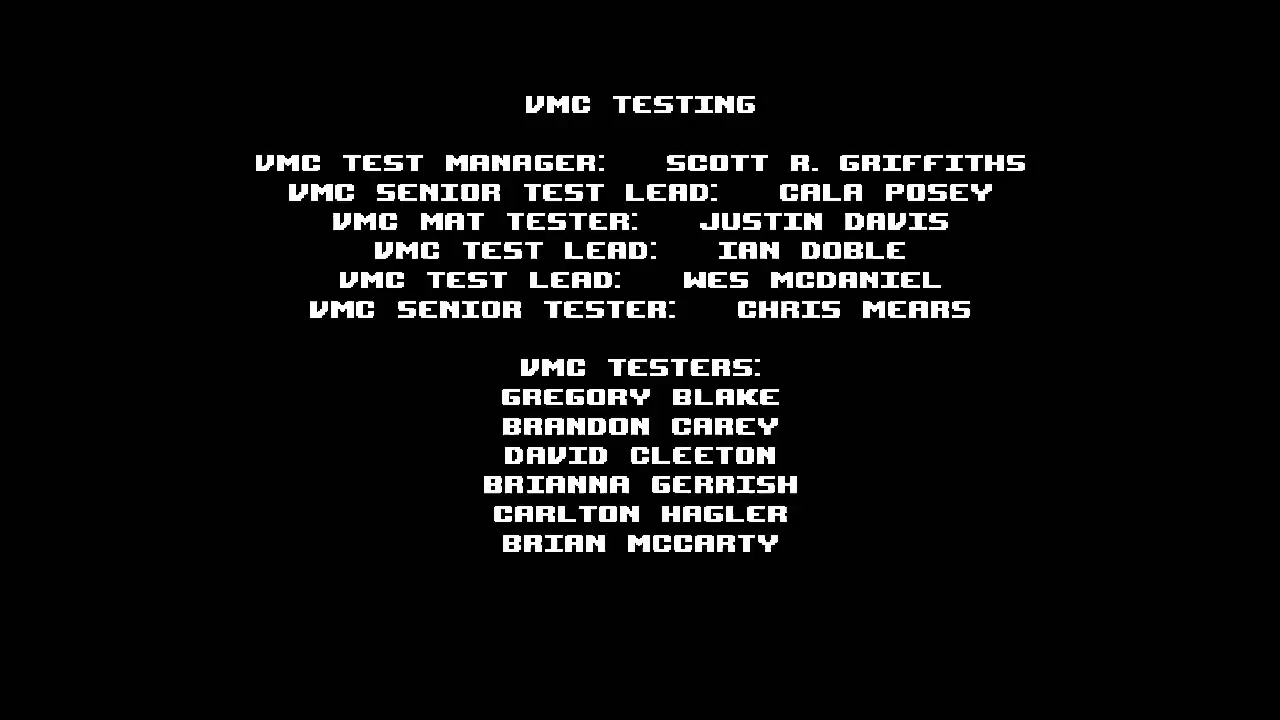 VMC TESTING
VMC TEST MANAGER: SCOTT R. GRIFFITHS
VMC SENIOR TEST LEAD: CALA POSEY
VMC MAT TESTER: JUSTIN DAVIS
VMC TEST LEAD: IAN DOBLE
VMC TEST LEAD: WES MCDANIEL
VMC SENIOR TESTER: CHRIS MEARS
VMC TESTERS:
GREGORY BLAKE
BRANDON CAREY
DAVID CLEETON
BRIANNA GERRISH
CARLTON HAGLER
BRIAN MCCARTY